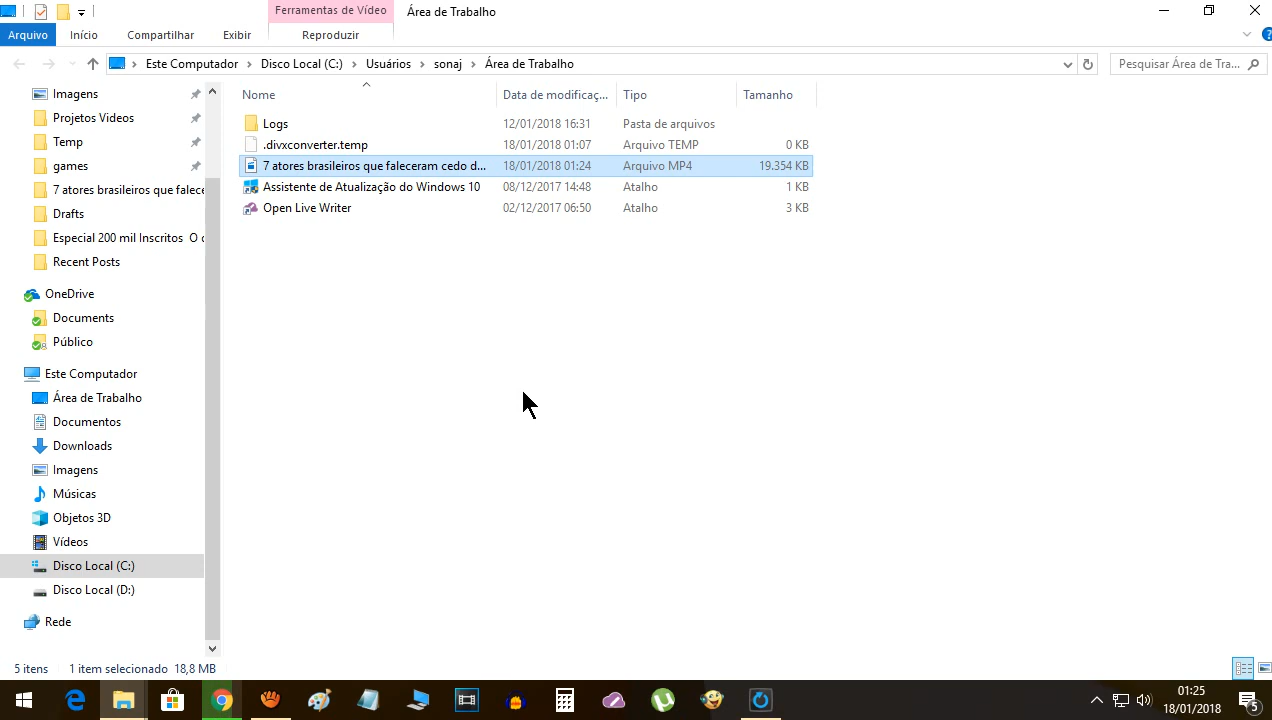 Ferramentas de Vídeo
Área de Trabalho
Arquivo
Início
Compartilhar
Exibir
Reproduzir
Este Computador
Disco Local (C:)
Usuários
sonaj
Área de Trabalho
Pesquisar Área de Tra...
Imagens
Projetos Videos
Temp
games
7 atores brasileiros que falece
Drafts
Especial 200 mil Inscritos O
Recent Posts
OneDrive
Documents
Público
Este Computador
Área de Trabalho
Documentos
Downloads
Imagens
Músicas
Objetos 3D
Vídeos
Disco Local (C:)
Disco Local (D:)
Rede
Nome Data de modificaç... Tipo Tamanho
Logs 12/01/2018 16:31 Pasta de arquivos
.divxconverter.temp 18/01/2018 01:07 Arquivo TEMP 0 KB
7 atores brasileiros que faleceram cedo d... 18/01/2018 01:24 Arquivo MP4 19.354 KB
Assistente de Atualização do Windows 10 08/12/2017 14:48 Atalho 1 KB
Open Live Writer 02/12/2017 06:50 Atalho 3 KB
5 itens 1 item selecionado 18,8 MB
01:25
18/01/2018
5